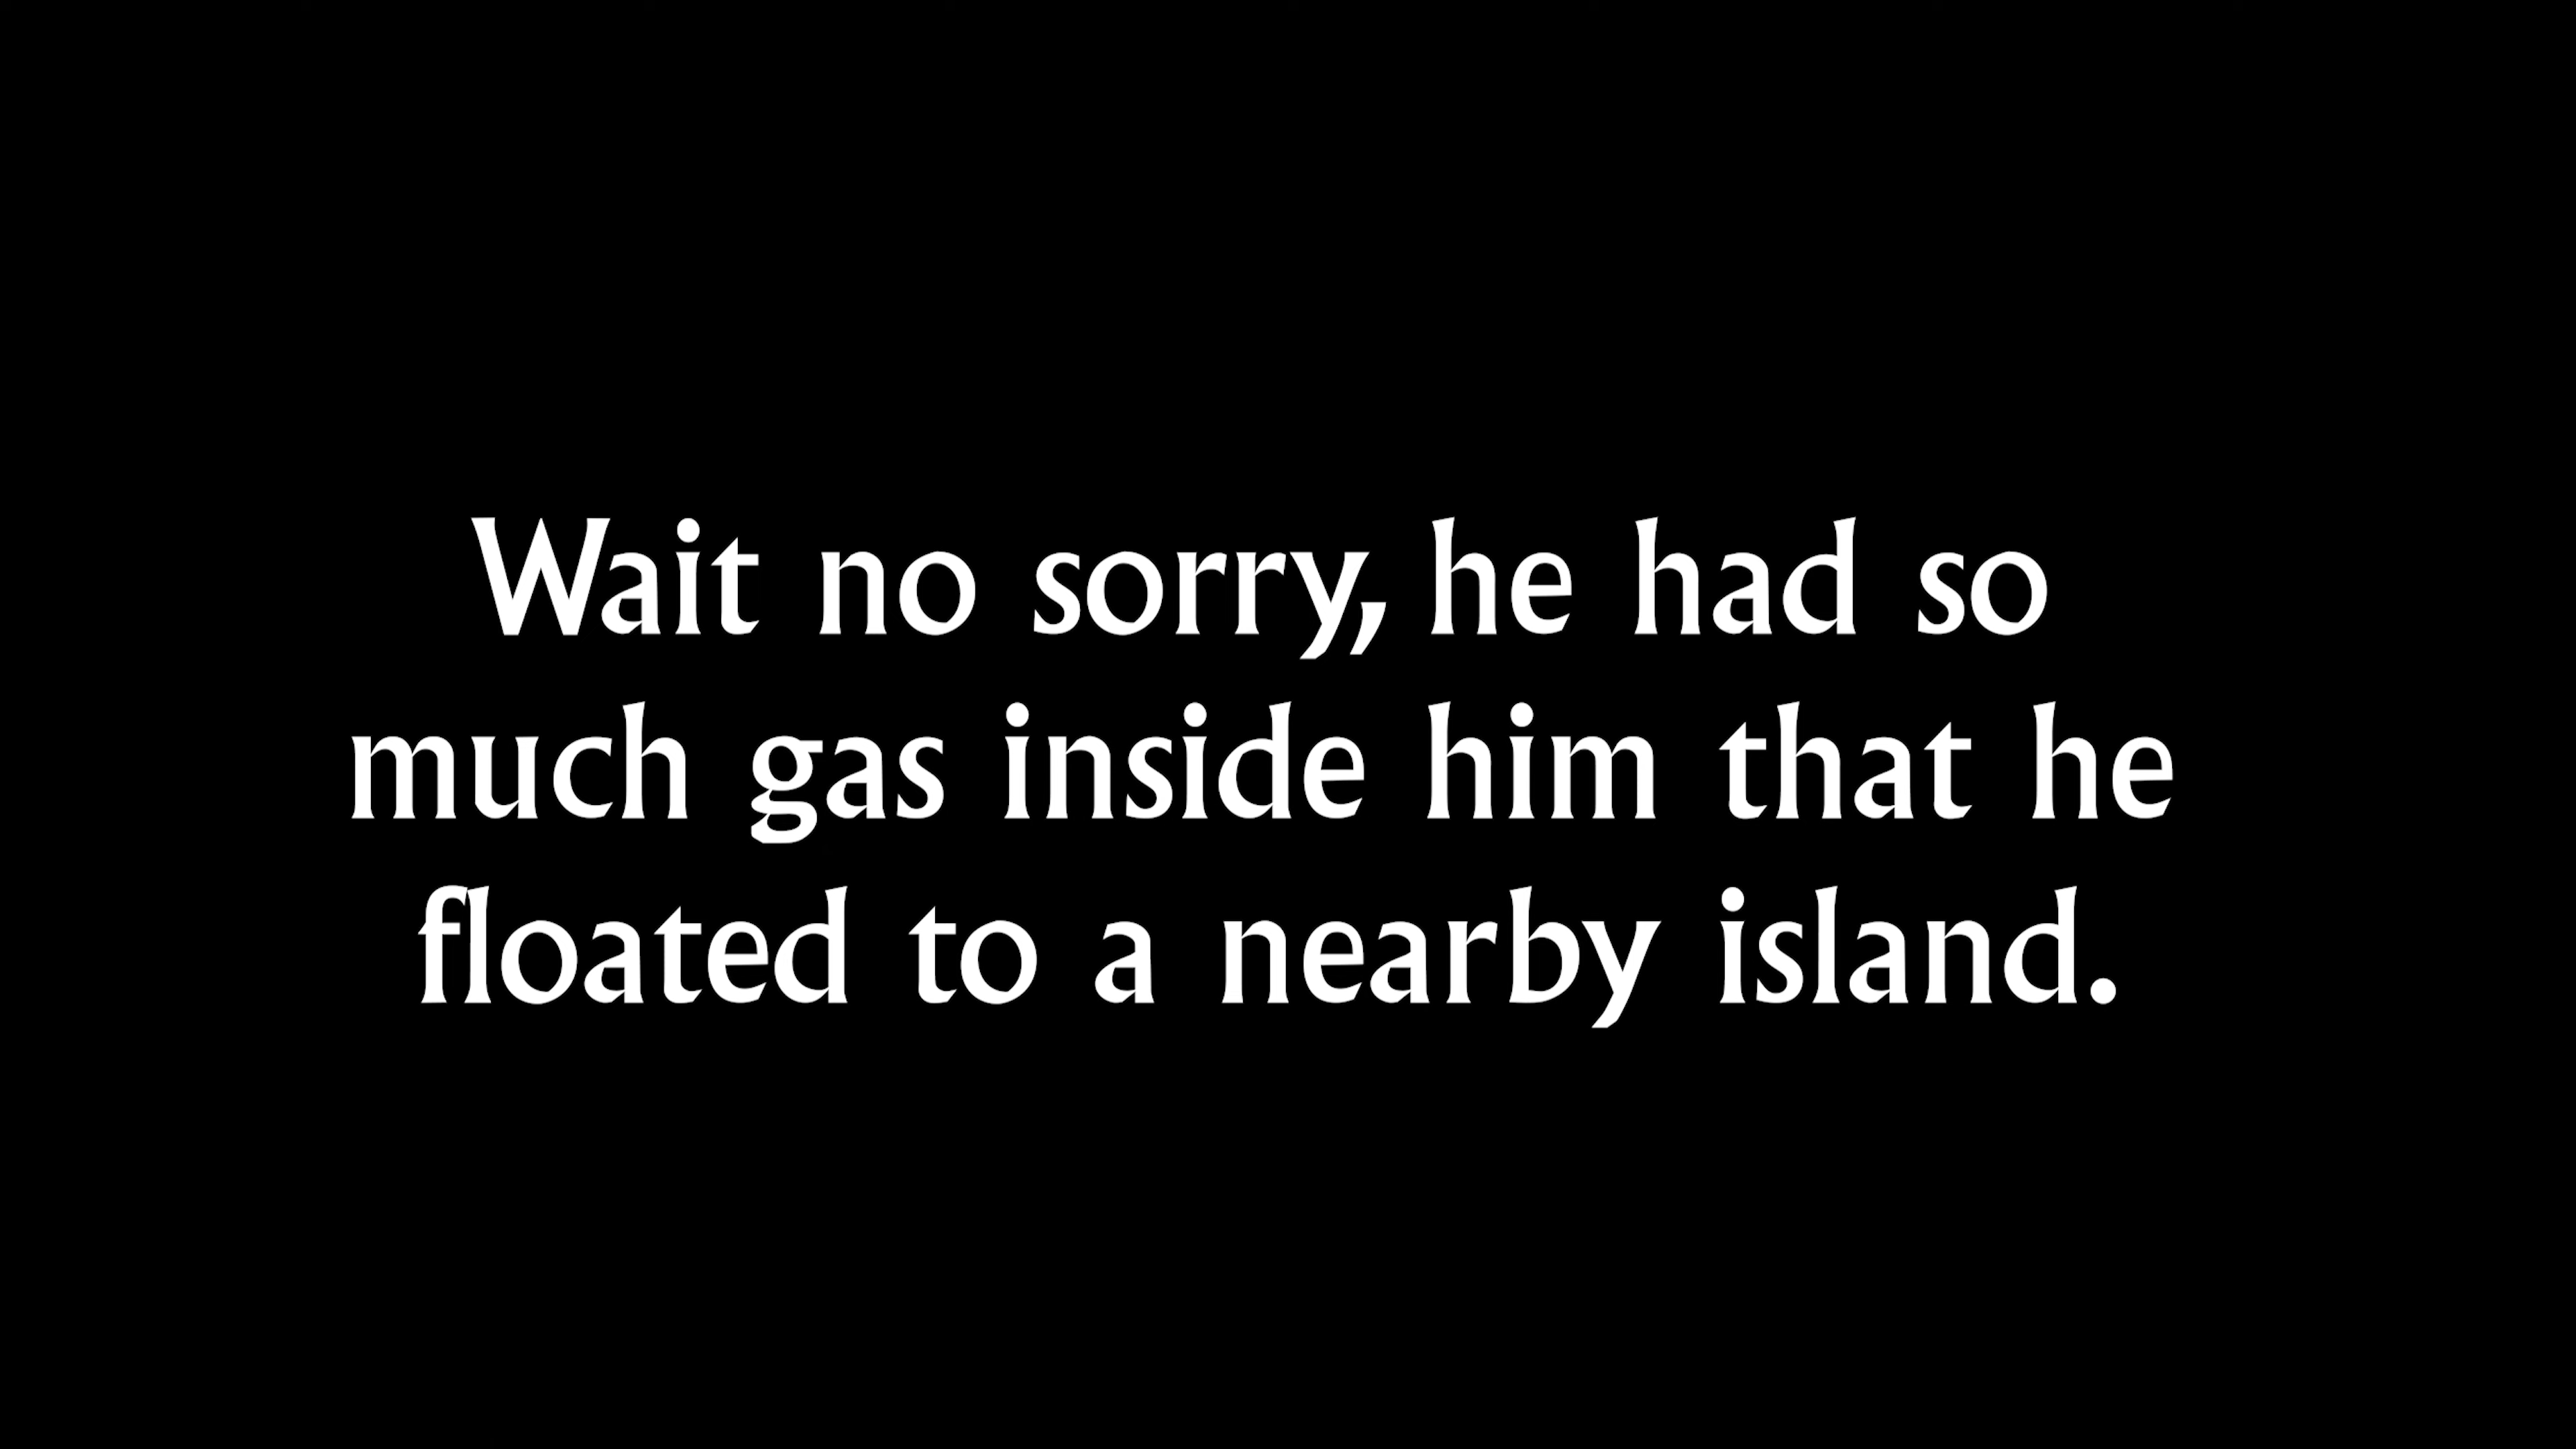 Wait no sorry, he had so
much gas inside him that he
floated to a nearby island.